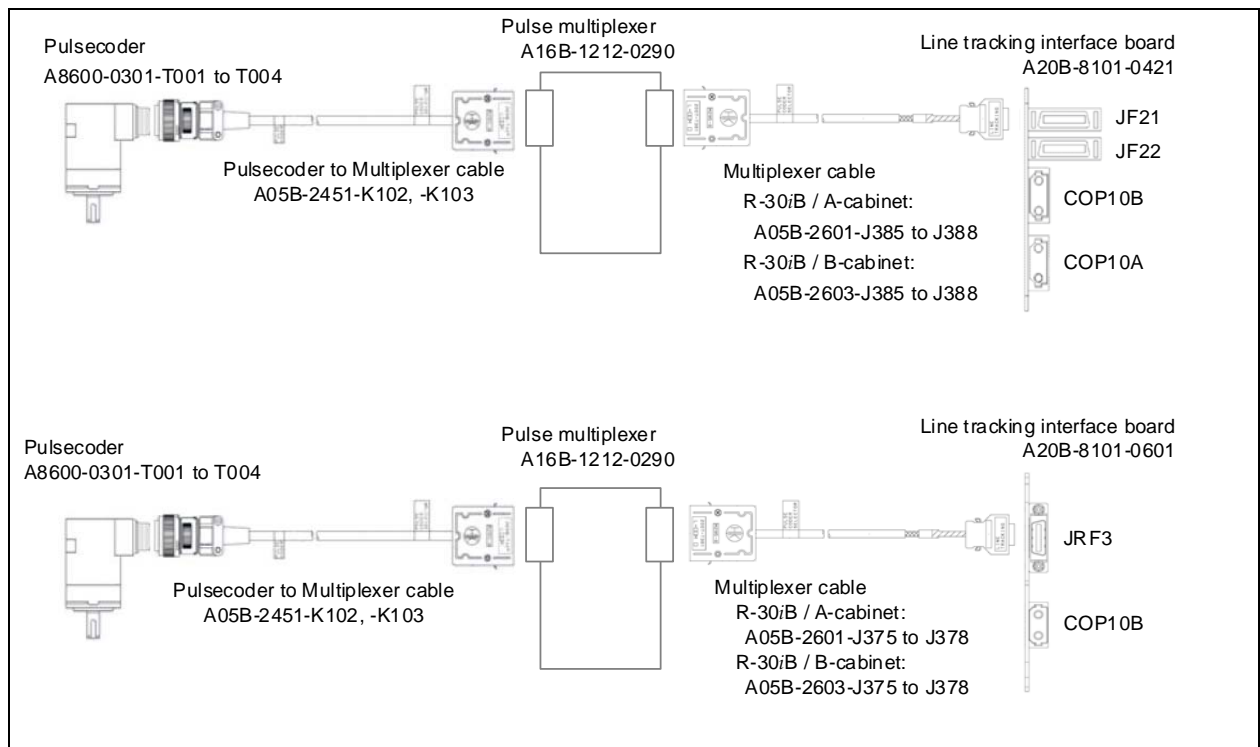 Pulsecoder
A8600-0301-T001 to T004
Pulse multiplexer
A16B-1212-0290
Line tracking interface board
A20B-8101-0421
JF21
JF22
COP10B
COP10A
Pulsecoder to Multiplexer cable
A05B-2451-K102, -K103
Multiplexer cable
R-30iB / A-cabinet:
A05B-2601-J385 to J388
R-30iB / B-cabinet:
A05B-2603-J385 to J388
Pulsecoder
A8600-0301-T001 to T004
Pulse multiplexer
A16B-1212-0290
Line tracking interface board
A20B-8101-0601
JRF3
COP10B
Pulsecoder to Multiplexer cable
A05B-2451-K102, -K103
Multiplexer cable
R-30iB / A-cabinet:
A05B-2601-J375 to J378
R-30iB / B-cabinet:
A05B-2603-J375 to J378